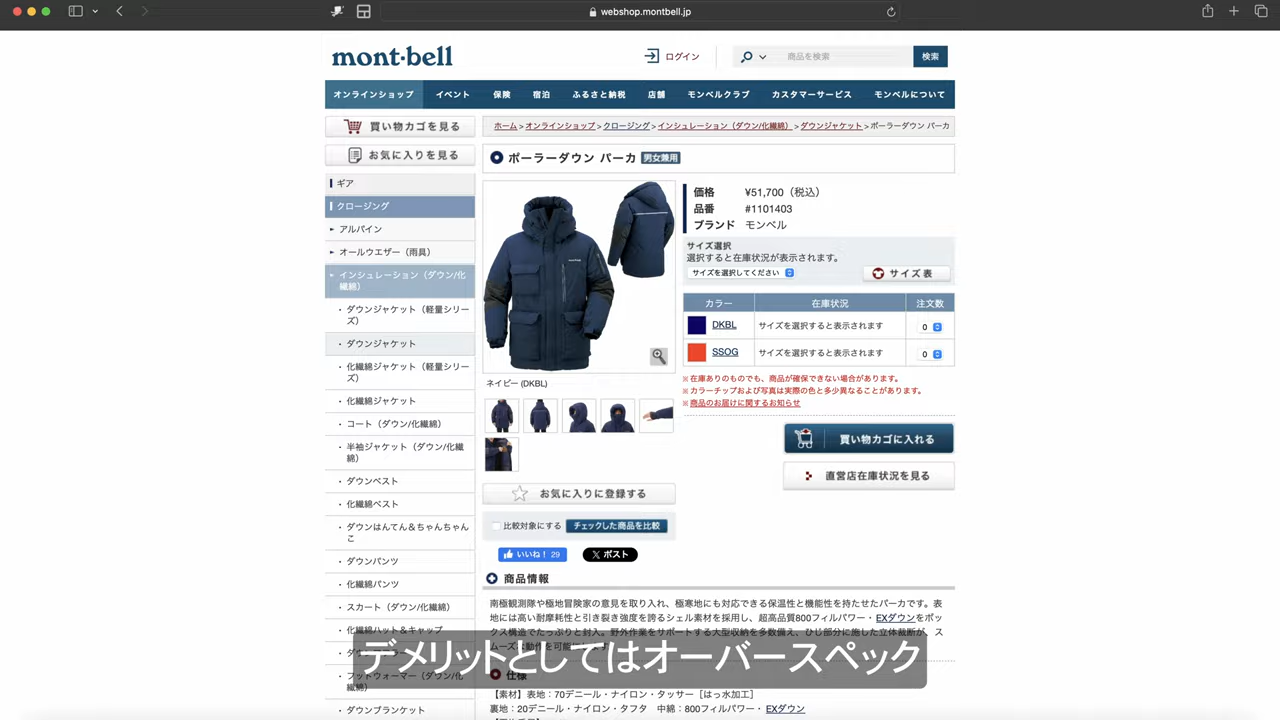 webshop.montbell.jp
mont·bell
ログイン
商品を検索
検索
オンラインショップ イベント 保険 宿泊 ふるさと納税 店舗 モンベルクラブ カスタマーサービス モンベルについて
買い物カゴを見る
お気に入りを見る
ホーム > オンラインショップ > クロージング > インシュレーション（ダウン/化繊綿） > ダウンジャケット > ポーラーダウン パーカ
ギア
クロージング
アルパイン
オールウエザー（雨具）
インシュレーション（ダウン/化
繊綿）
・ダウンジャケット（軽量シリー
ズ）
・ダウンジャケット
・化繊綿ジャケット（軽量シリー
ズ）
・化繊綿ジャケット
・コート（ダウン/化繊綿）
・半袖ジャケット（ダウン/化繊
綿）
・ダウンベスト
・化繊綿ベスト
・ダウンはんてん＆ちゃんちゃん
こ
・ダウンパンツ
・化繊綿パンツ
・スカート（ダウン/化繊綿）
・化繊綿ハット＆キャップ
・フットウォーマー（ダウン/化
繊綿）
・ダウンブランケット
ポーラーダウン パーカ 男女兼用
ネイビー (DKBL)
お気に入りに登録する
比較対象にする チェックした商品を比較
いいね！ 29
X ポスト
価格 ¥51,700（税込）
品番 #1101403
ブランド モンベル
サイズ選択
選択すると在庫状況が表示されます。
サイズを選択してください
サイズ表
カラー 在庫状況 注文数
DKBL サイズを選択すると表示されます 0
SSOG サイズを選択すると表示されます 0
※在庫ありのものでも、商品が確保できない場合があります。
※カラーチップおよび写真は実際の色と多少異なることがあります。
※商品のお届けに関するお知らせ
買い物カゴに入れる
直営店在庫状況を見る
商品情報
南極観測隊や極地冒険家の意見を取り入れ、極寒地にも対応できる保温性と機能性を持たせたパーカです。表
地には高い耐摩耗性と引き裂き強度を誇るシェル素材を採用し、超高品質800フィルパワー・EXダウンをボッ
クス構造でたっぷりと封入。野外作業をサポートする大型収納を多数備え、ひじ部分に施した立体裁断が、ス
ムーズな動作を可能に
デメリットとしてはオーバースペック
仕様
【素材】表地：70デニール・ナイロン・タッサー［はっ水加工］
裏地：20デニール・ナイロン・タフタ 中綿：800フィルパワー・EXダウン